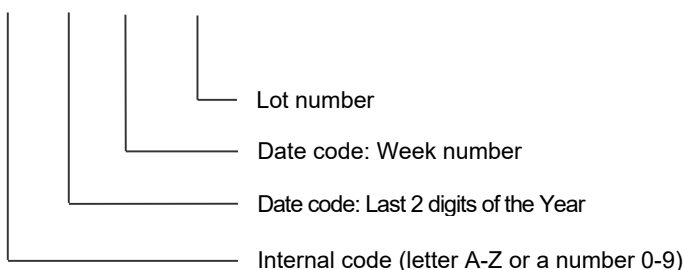 Lot number
Date code: Week number
Date code: Last 2 digits of the Year
Internal code (letter A-Z or a number 0-9)